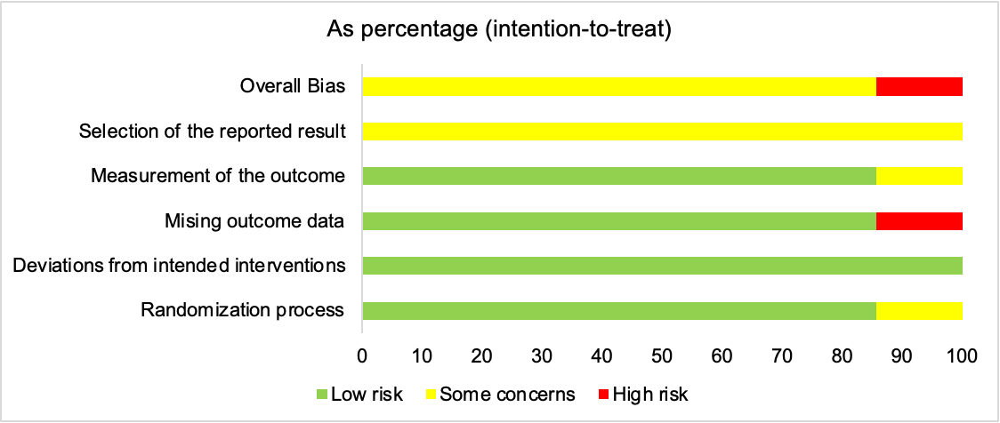 As percentage (intention-to-treat)
Overall Bias
Selection of the reported result
Measurement of the outcome
Mising outcome data
Deviations from intended interventions
Randomization process
0 10 20 30 40 50 60 70 80 90 100
Low risk Some concerns High risk